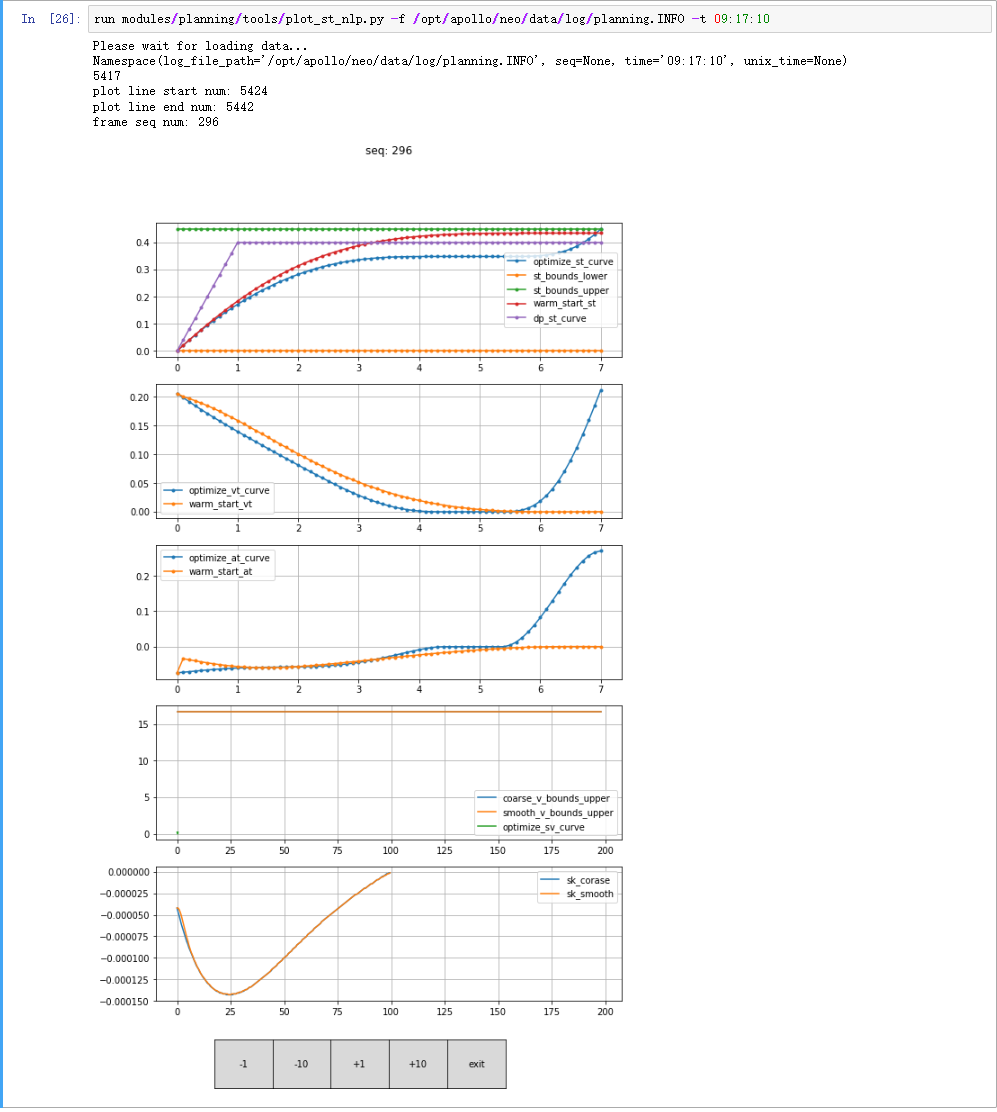 In [26]: run modules/planning/tools/plot_st_nlp.py -f /opt/apollo/neo/data/log/planning.INFO -t 09:17:10
Please wait for loading data...
Namespace(log_file_path='/opt/apollo/neo/data/log/planning.INFO', seq=None, time='09:17:10', unix_time=None)
5417
plot line start num: 5424
plot line end num: 5442
frame seq num: 296
seq: 296
0.4
0.3
0.2
0.1
0.0
optimize_st_curve
st_bounds_lower
st_bounds_upper
warm_start_st
dp_st_curve
0 1 2 3 4 5 6 7
0.20
0.15
0.10
0.05
0.00
optimize_vt_curve
warm_start_vt
0 1 2 3 4 5 6 7
optimize_at_curve
warm_start_at
0.2
0.1
0.0
0 1 2 3 4 5 6 7
15
10
5
0
coarse_v_bounds_upper
smooth_v_bounds_upper
optimize_sv_curve
0 25 50 75 100 125 150 175 200
0.000000
−0.000025
−0.000050
−0.000075
−0.000100
−0.000125
−0.000150
sk_corase
sk_smooth
0 25 50 75 100 125 150 175 200
-1 -10 +1 +10 exit